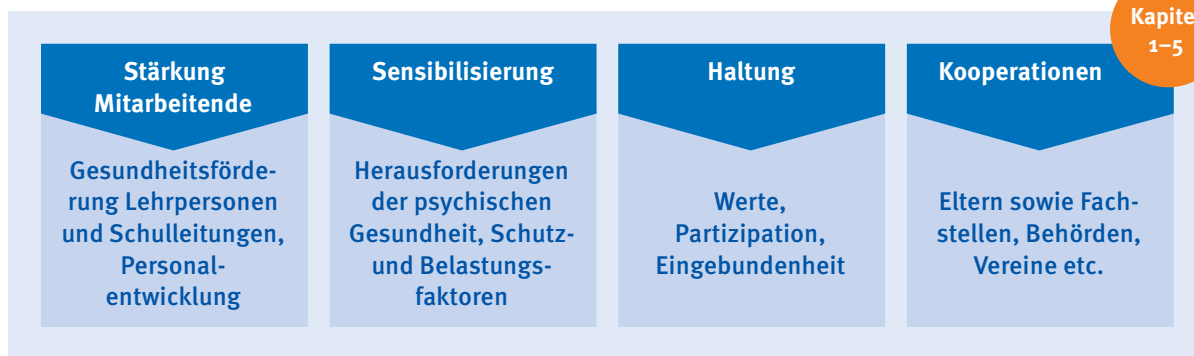 Kapite
1–5
Stärkung
Mitarbeitende
Gesundheitsförde-
rung Lehrpersonen
und Schulleitungen,
Personal-
entwicklung
Sensibilisierung
Herausforderungen
der psychischen
Gesundheit, Schutz-
und Belastungs-
faktoren
Haltung
Werte,
Partizipation,
Eingebundenheit
Kooperationen
Eltern sowie Fach-
stellen, Behörden,
Vereine etc.